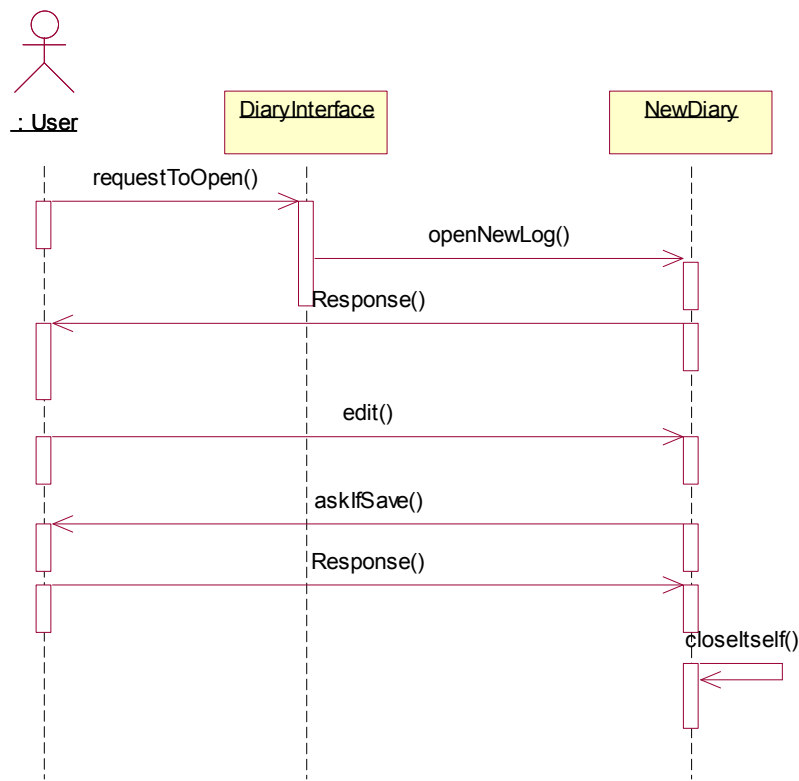 : User
DiaryInterface
NewDiary
requestToOpen()
openNewLog()
Response()
edit()
askIfSave()
Response()
closeItself()